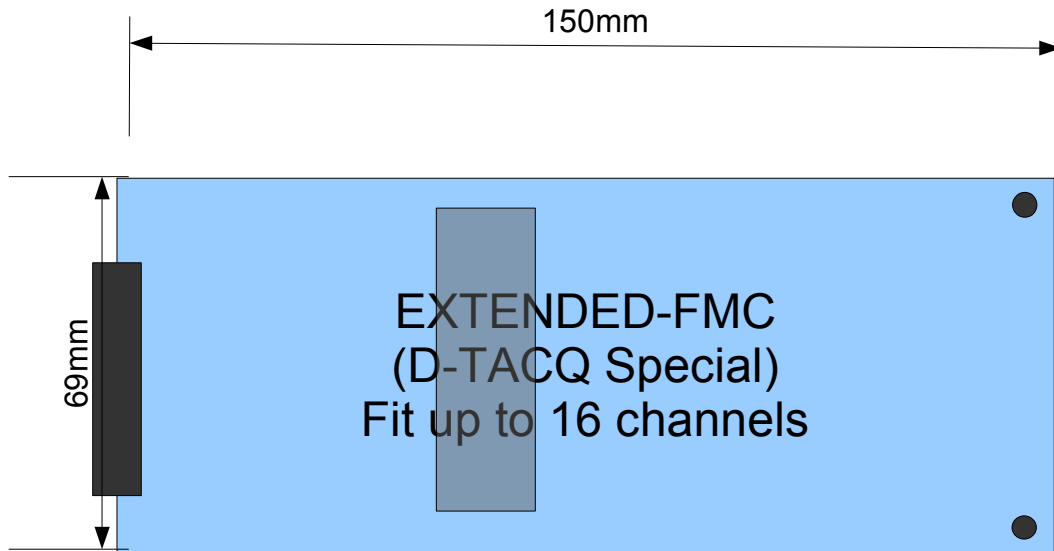 150mm
69mm
EXTENDED-FMC
(D-TACQ Special)
Fit up to 16 channels